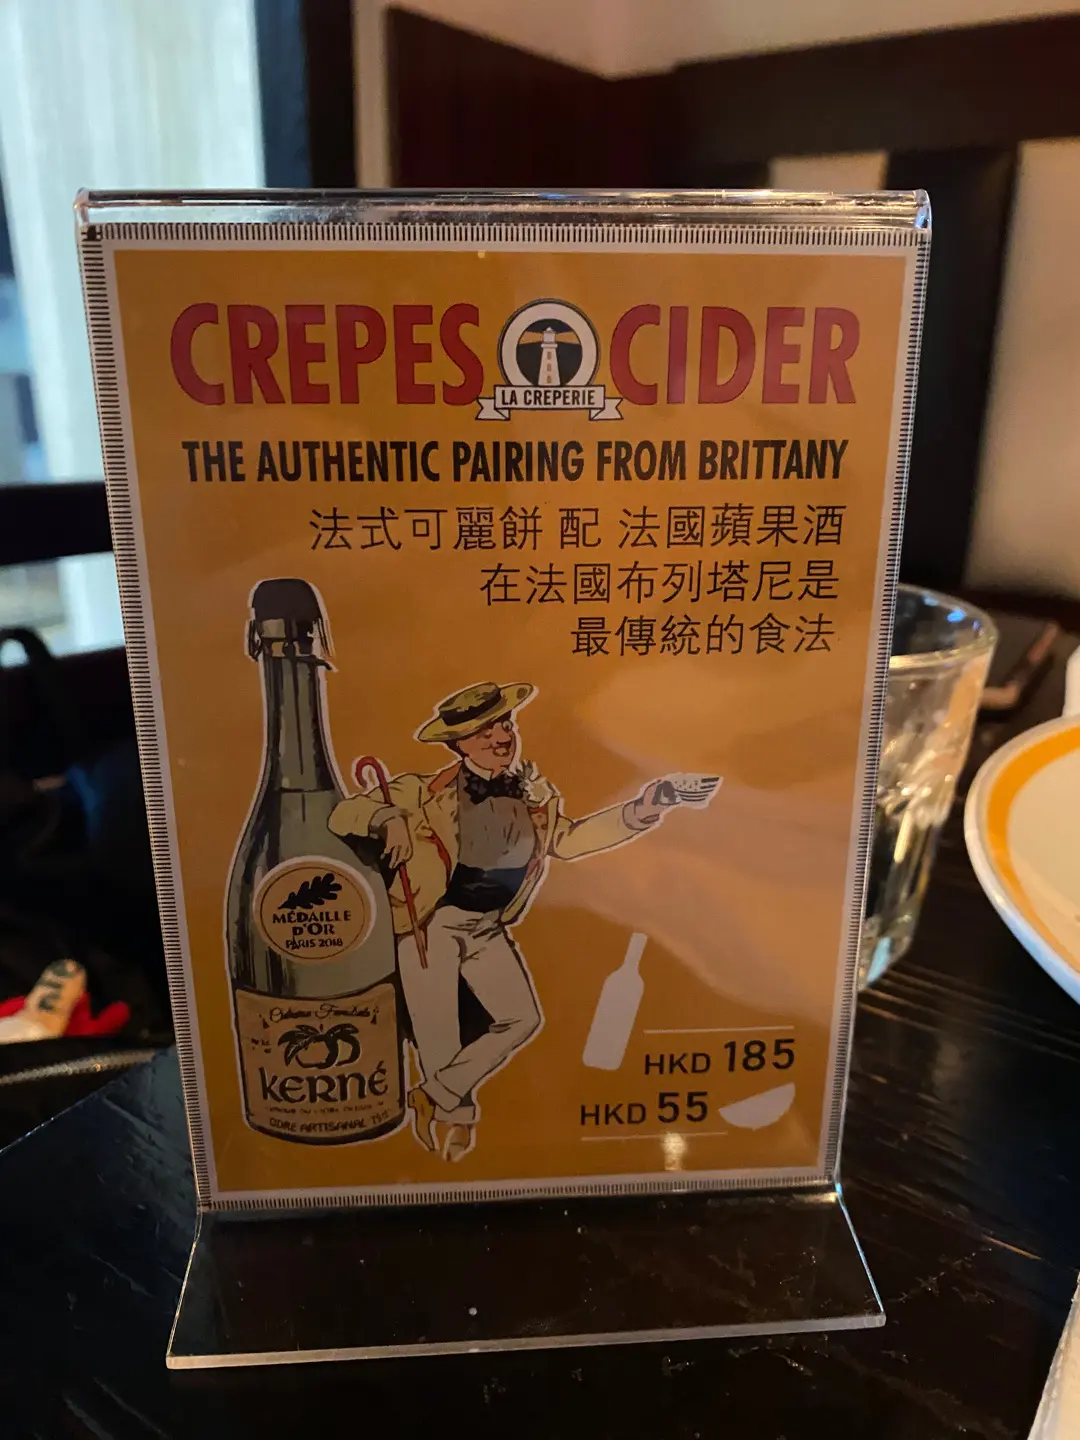 CREPES CIDER
LA CREPERIE
THE AUTHENTIC PAIRING FROM BRITTANY
法式可麗餅 配 法國蘋果酒
在法國布列塔尼是
最傳統的食法
MÉDAILLE
D'OR
PARIS 2018
KERNÉ
HKD 185
HKD 55